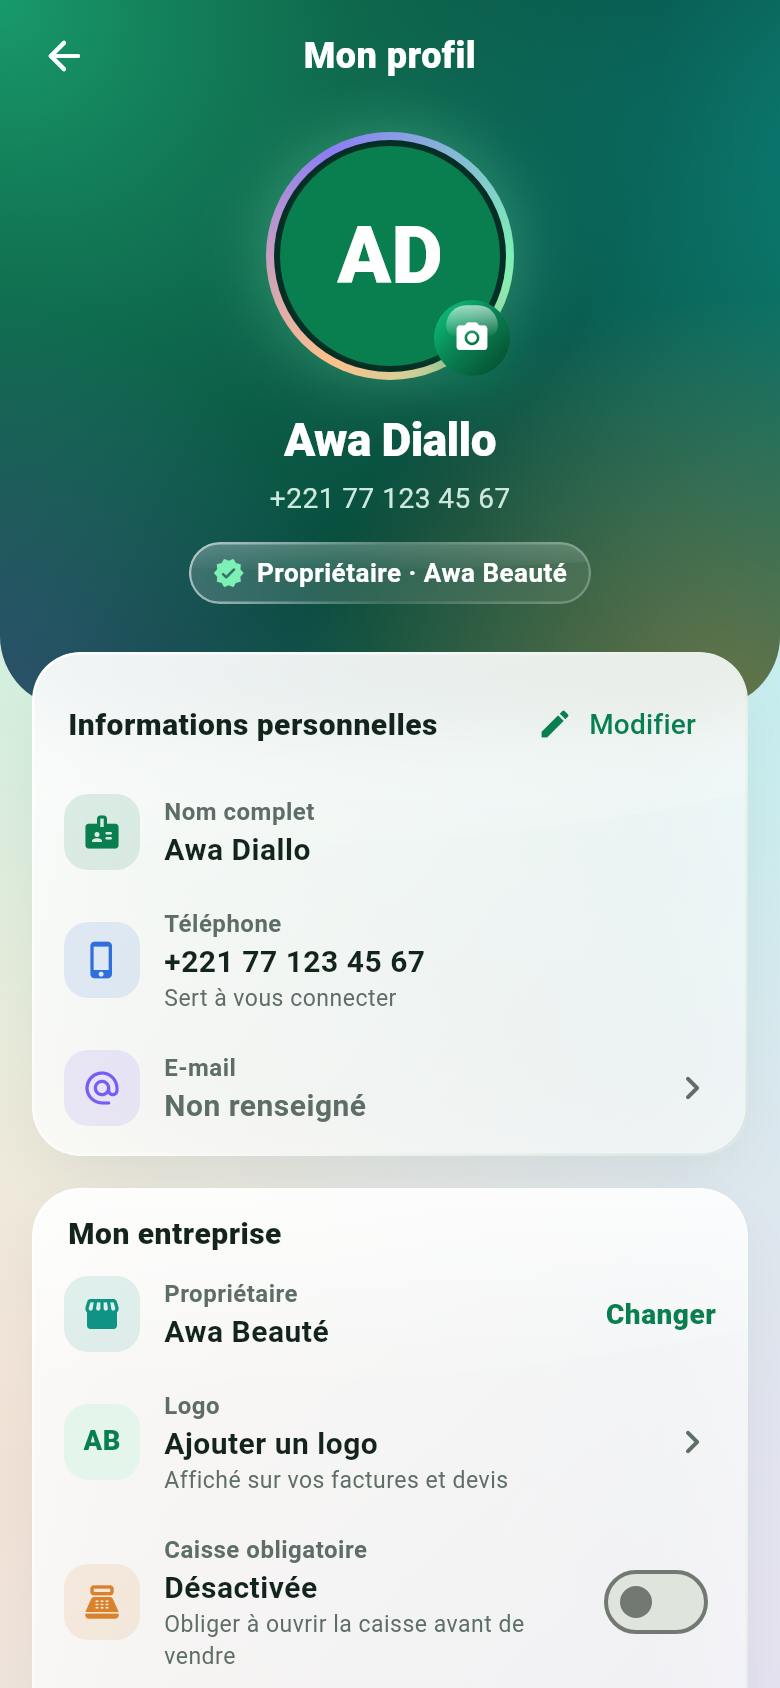 Mon profil
AD
Awa Diallo
+221 77 123 45 67
Propriétaire · Awa Beauté
Informations personnelles
Modifier
Nom complet
Awa Diallo
Téléphone
+221 77 123 45 67
Sert à vous connecter
E-mail
Non renseigné
Mon entreprise
Propriétaire
Awa Beauté
Changer
AB
Logo
Ajouter un logo
Affiché sur vos factures et devis
Caisse obligatoire
Désactivée
Obliger à ouvrir la caisse avant de
vendre